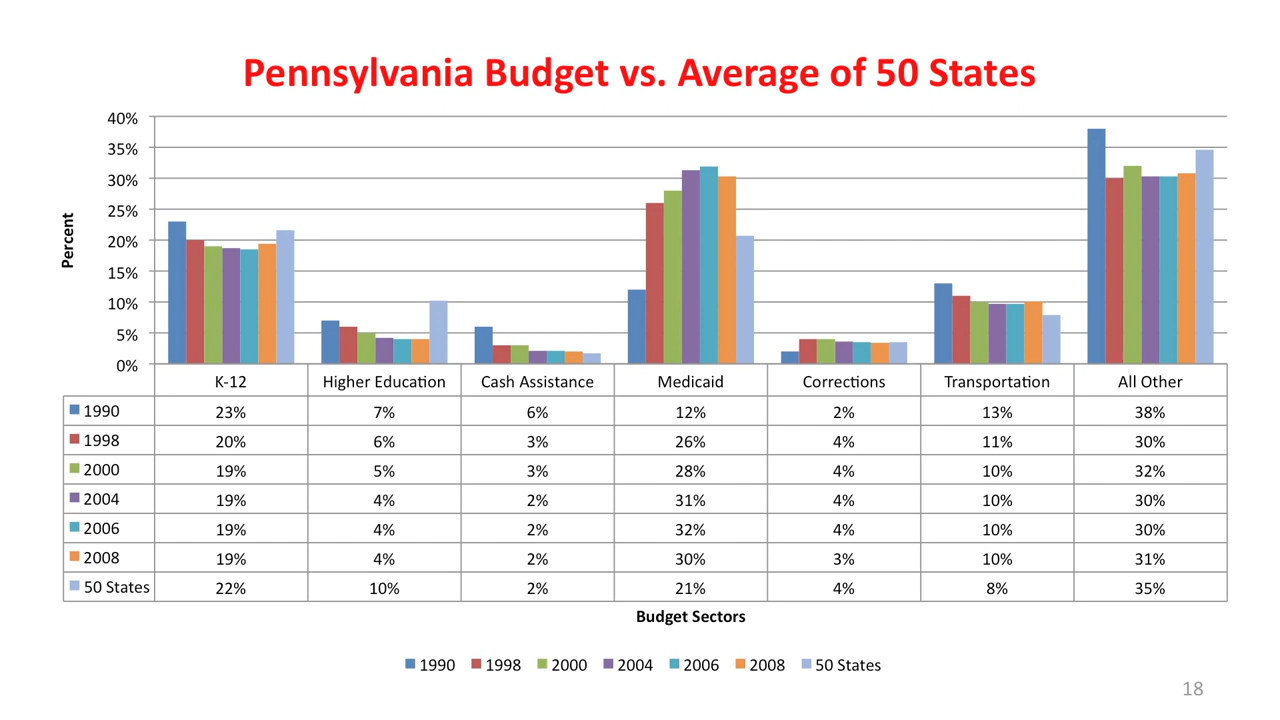 Pennsylvania Budget vs. Average of 50 States
40%
35%
30%
25%
20%
15%
10%
5%
0%
Percent
K-12 Higher Education Cash Assistance Medicaid Corrections Transportation All Other
1990 23% 7% 6% 12% 2% 13% 38%
1998 20% 6% 3% 26% 4% 11% 30%
2000 19% 5% 3% 28% 4% 10% 32%
2004 19% 4% 2% 31% 4% 10% 30%
2006 19% 4% 2% 32% 4% 10% 30%
2008 19% 4% 2% 30% 3% 10% 31%
50 States 22% 10% 2% 21% 4% 8% 35%
Budget Sectors
1990 1998 2000 2004 2006 2008 50 States
18